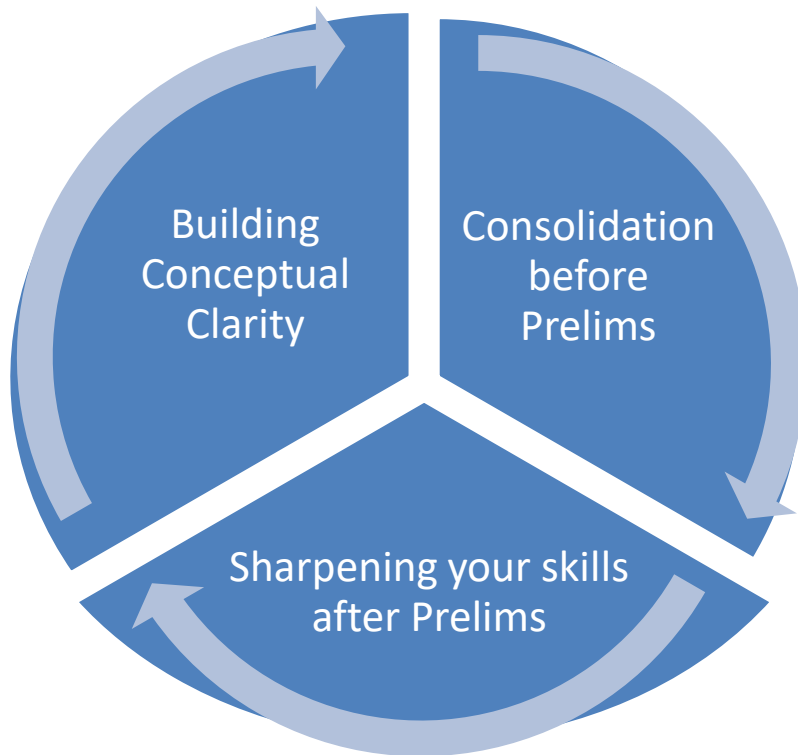 Building
Conceptual
Clarity
Consolidation
before
Prelims
Sharpening your skills
after Prelims